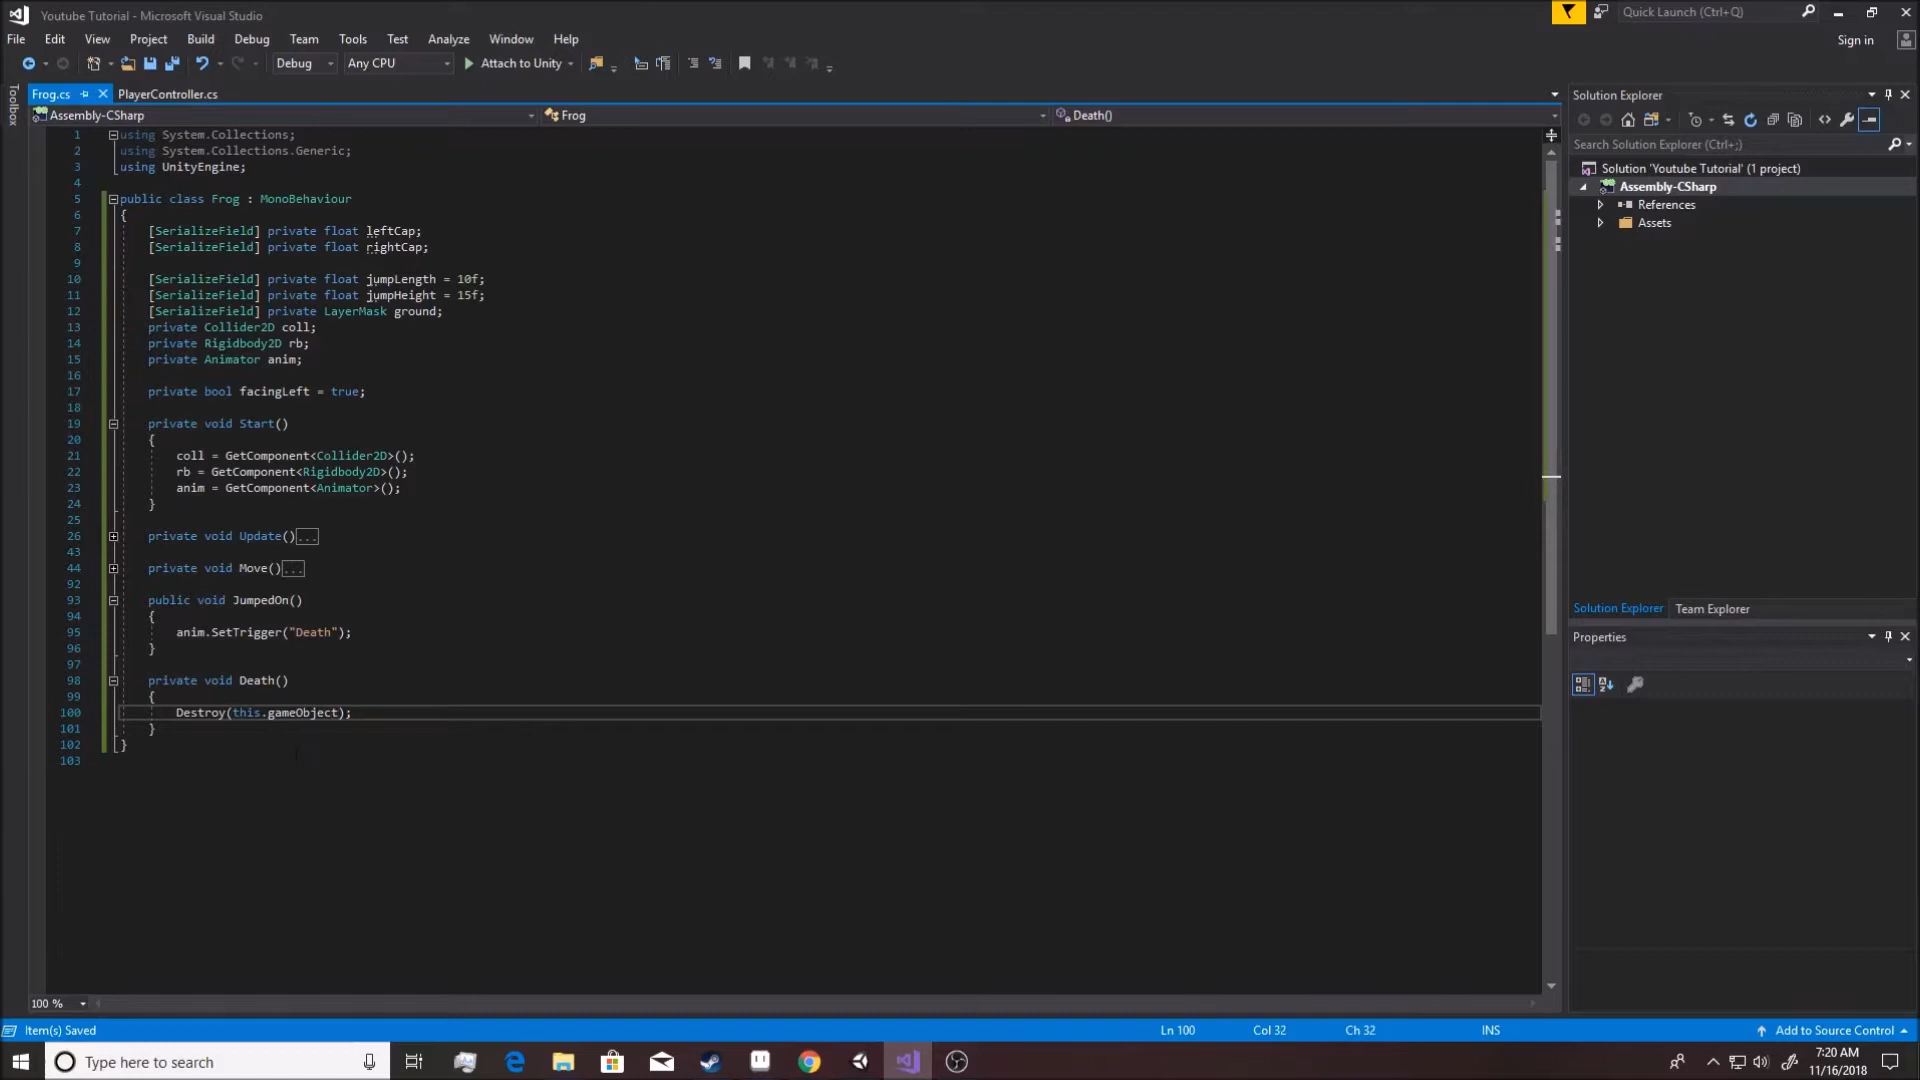 Youtube Tutorial - Microsoft Visual Studio
Quick Launch (Ctrl+Q)
File Edit View Project Build Debug Team Tools Test Analyze Window Help
Sign in
Debug Any CPU Attach to Unity
Toolbox
Frog.cs PlayerController.cs
Assembly-CSharp Frog Death()
1 using System.Collections;
2 using System.Collections.Generic;
3 using UnityEngine;
4
5 public class Frog : MonoBehaviour
6 {
7 [SerializeField] private float leftCap;
8 [SerializeField] private float rightCap;
9
10 [SerializeField] private float jumpLength = 10f;
11 [SerializeField] private float jumpHeight = 15f;
12 [SerializeField] private LayerMask ground;
13 private Collider2D coll;
14 private Rigidbody2D rb;
15 private Animator anim;
16
17 private bool facingLeft = true;
18
19 private void Start()
20 {
21 coll = GetComponent<Collider2D>();
22 rb = GetComponent<Rigidbody2D>();
23 anim = GetComponent<Animator>();
24 }
25
26 private void Update()...
43
44 private void Move()...
92
93 public void JumpedOn()
94 {
95 anim.SetTrigger("Death");
96 }
97
98 private void Death()
99 {
100 Destroy(this.gameObject);
101 }
102 }
103
100 %
Solution Explorer
Search Solution Explorer (Ctrl+;)
Solution 'Youtube Tutorial' (1 project)
Assembly-CSharp
References
Assets
Solution Explorer Team Explorer
Properties
Item(s) Saved Ln 100 Col 32 Ch 32 INS Add to Source Control
Type here to search
7:20 AM
11/16/2018